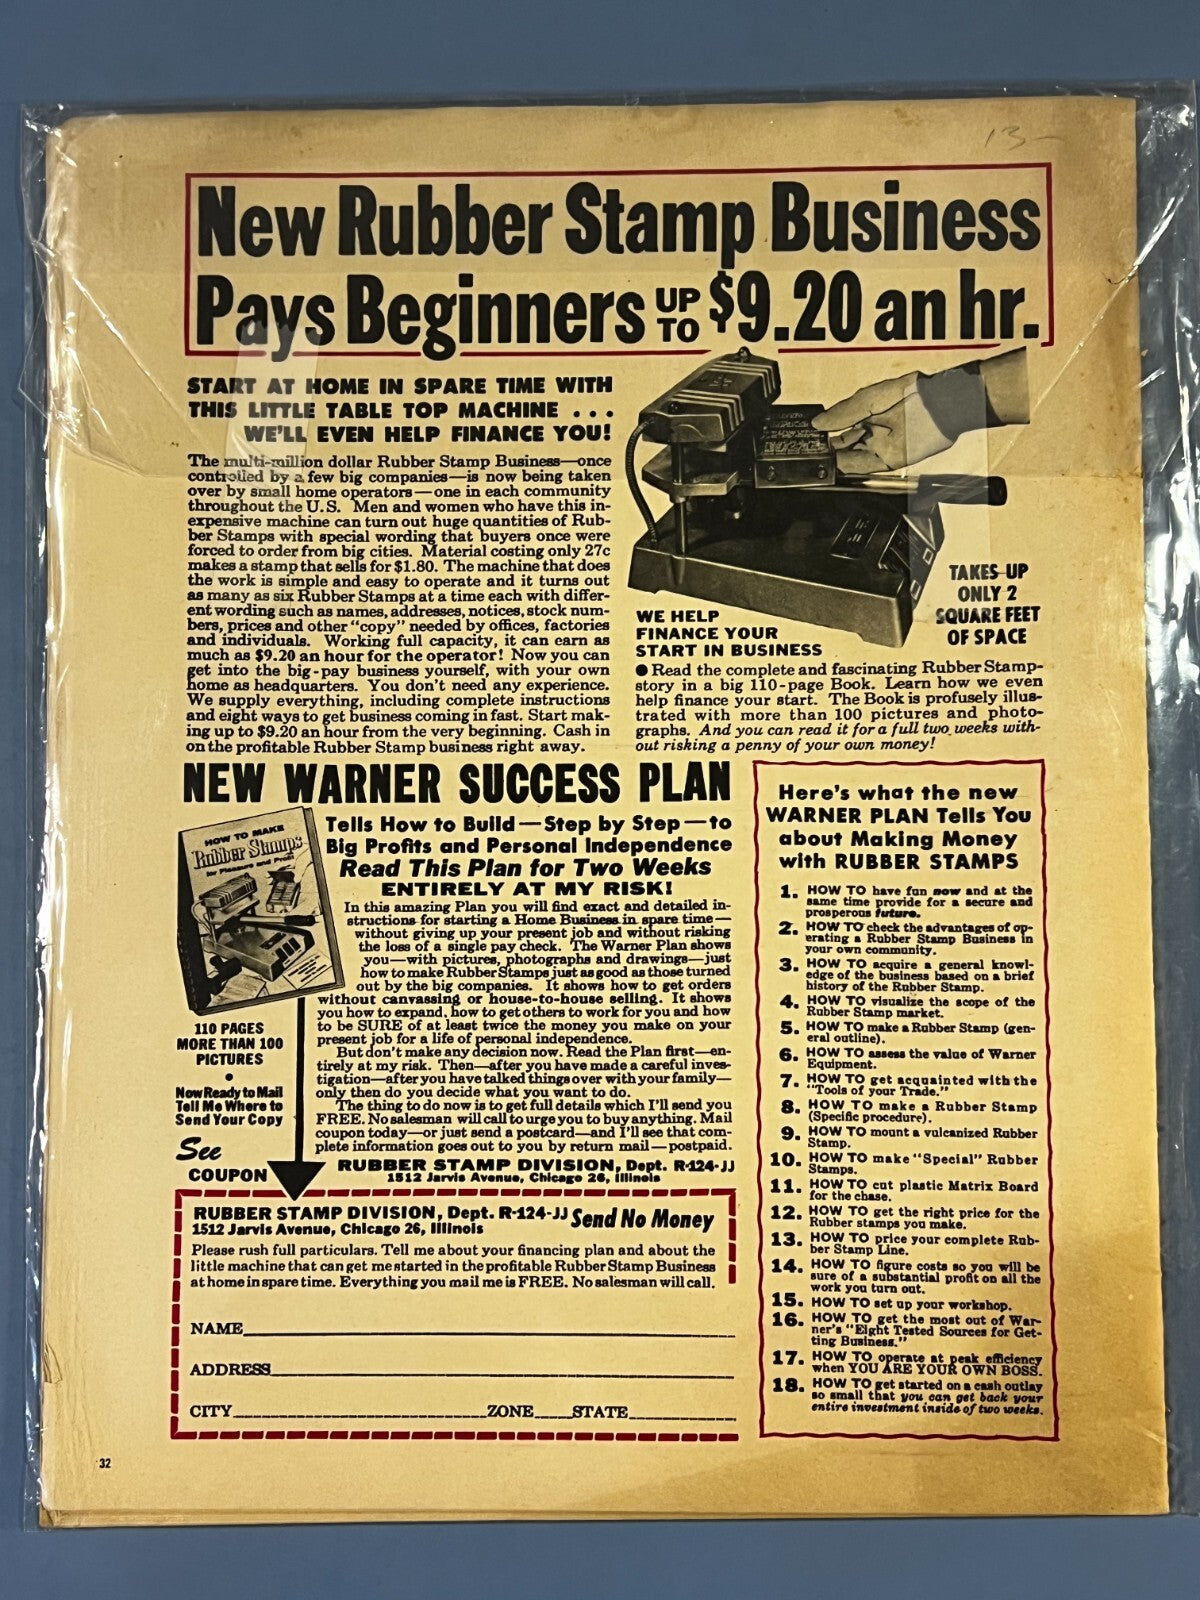 13-
New Rubber Stamp Business
Pays Beginners UP TO $9.20 an hr.
START AT HOME IN SPARE TIME WITH
THIS LITTLE TABLE TOP MACHINE ...
WE'LL EVEN HELP FINANCE YOU!
The multi-million dollar Rubber Stamp Business—once
controlled by a few big companies—is now being taken
over by small home operators—one in each community
throughout the U.S. Men and women who have this in-
expensive machine can turn out huge quantities of Rub-
ber Stamps with special wording that buyers once were
forced to order from big cities. Material costing only 27c
makes a stamp that sells for $1.80. The machine that does
the work is simple and easy to operate and it turns out
as many as six Rubber Stamps at a time each with differ-
ent wording such as names, addresses, notices, stock num-
bers, prices and other "copy" needed by offices, factories
and individuals. Working full capacity, it can earn as
much as $9.20 an hour for the operator! Now you can
get into the big-pay business yourself, with your own
home as headquarters. You don't need any experience.
We supply everything, including complete instructions
and eight ways to get business coming in fast. Start mak-
ing up to $9.20 an hour from the very beginning. Cash in
on the profitable Rubber Stamp business right away.
TAKES UP
ONLY 2
SQUARE FEET
OF SPACE
WE HELP
FINANCE YOUR
START IN BUSINESS
● Read the complete and fascinating Rubber Stamp-
story in a big 110-page Book. Learn how we even
help finance your start. The Book is profusely illus-
trated with more than 100 pictures and photo-
graphs. And you can read it for a full two weeks with-
out risking a penny of your own money!
NEW WARNER SUCCESS PLAN
HOW TO MAKE
Rubber Stamps
for Pleasure and Profit
Tells How to Build—Step by Step—to
Big Profits and Personal Independence
Read This Plan for Two Weeks
ENTIRELY AT MY RISK!
In this amazing Plan you will find exact and detailed in-
structions for starting a Home Business in spare time—
without giving up your present job and without risking
the loss of a single pay check. The Warner Plan shows
you—with pictures, photographs and drawings—just
how to make Rubber Stamps just as good as those turned
out by the big companies. It shows how to get orders
without canvassing or house-to-house selling. It shows
you how to expand, how to get others to work for you and how
to be SURE of at least twice the money you make on your
present job for a life of personal independence.
But don't make any decision now. Read the Plan first—en-
tirely at my risk. Then—after you have made a careful inves-
tigation—after you have talked things over with your family—
only then do you decide what you want to do.
The thing to do now is to get full details which I'll send you
FREE. No salesman will call to urge you to buy anything. Mail
coupon today—or just send a postcard—and I'll see that com-
plete information goes out to you by return mail—postpaid.
RUBBER STAMP DIVISION, Dept. R-124-JJ
1512 Jarvis Avenue, Chicago 26, Illinois
110 PAGES
MORE THAN 100
PICTURES
•
Now Ready to Mail
Tell Me Where to
Send Your Copy
See
COUPON
RUBBER STAMP DIVISION, Dept. R-124-JJ
1512 Jarvis Avenue, Chicago 26, Illinois
Send No Money
Please rush full particulars. Tell me about your financing plan and about the
little machine that can get me started in the profitable Rubber Stamp Business
at home in spare time. Everything you mail me is FREE. No salesman will call.
NAME
ADDRESS
CITY ZONE STATE
Here's what the new
WARNER PLAN Tells You
about Making Money
with RUBBER STAMPS
1. HOW TO have fun now and at the
same time provide for a secure and
prosperous future.
2. HOW TO check the advantages of op-
erating a Rubber Stamp Business in
your own community.
3. HOW TO acquire a general knowl-
edge of the business based on a brief
history of the Rubber Stamp.
4. HOW TO visualize the scope of the
Rubber Stamp market.
5. HOW TO make a Rubber Stamp (gen-
eral outline).
6. HOW TO assess the value of Warner
Equipment.
7. HOW TO get acquainted with the
"Tools of your Trade."
8. HOW TO make a Rubber Stamp
(Specific procedure).
9. HOW TO mount a vulcanized Rubber
Stamp.
10. HOW TO make "Special" Rubber
Stamps.
11. HOW TO cut plastic Matrix Board
for the chase.
12. HOW TO get the right price for the
Rubber stamps you make.
13. HOW TO price your complete Rub-
ber Stamp Line.
14. HOW TO figure costs so you will be
sure of a substantial profit on all the
work you turn out.
15. HOW TO set up your workshop.
16. HOW TO get the most out of War-
ner's "Eight Tested Sources for Get-
ting Business."
17. HOW TO operate at peak efficiency
when YOU ARE YOUR OWN BOSS.
18. HOW TO get started on a cash outlay
so small that you can get back your
entire investment inside of two weeks.
32